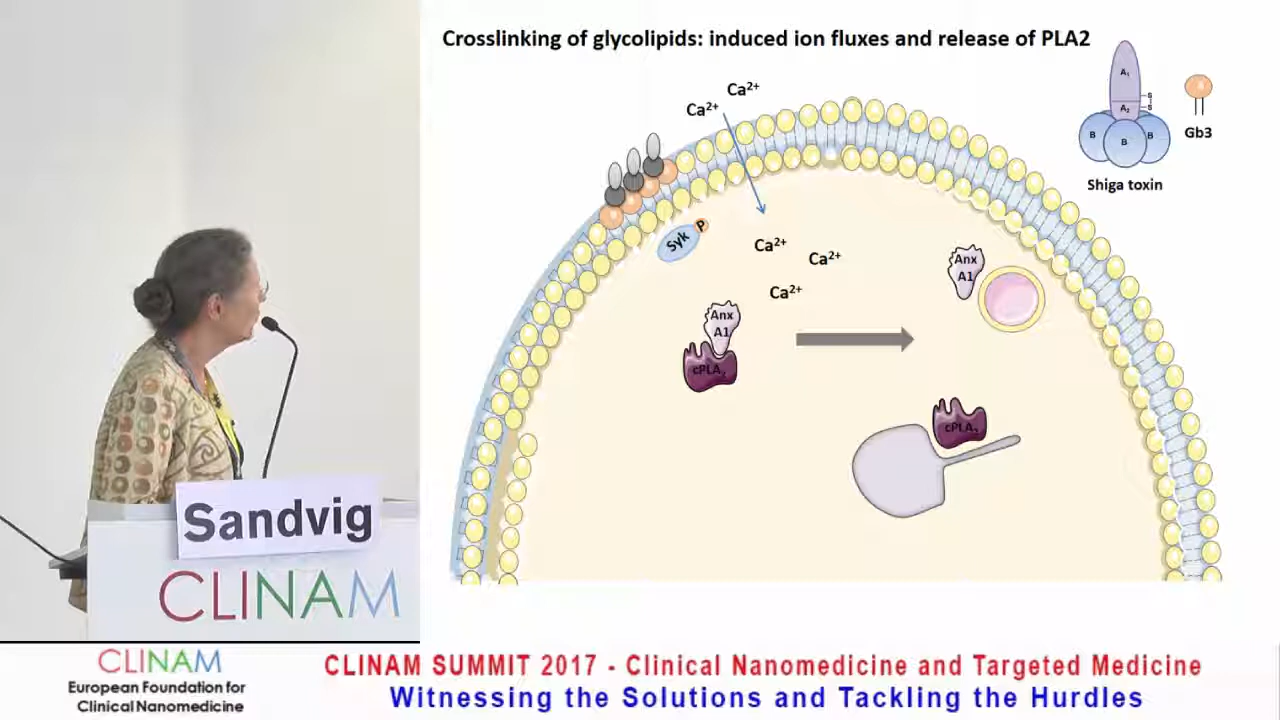 Crosslinking of glycolipids: induced ion fluxes and release of PLA2
Ca²⁺
Ca²⁺
A₁
A₂
S
S
B
B
B
Gb3
Shiga toxin
P
Syk
Ca²⁺
Ca²⁺
Ca²⁺
Anx
A1
Anx
A1
cPLA₂
cPLA₂
Sandvig
CLINAM
CLINAM
European Foundation for
Clinical Nanomedicine
CLINAM SUMMIT 2017 - Clinical Nanomedicine and Targeted Medicine
Witnessing the Solutions and Tackling the Hurdles